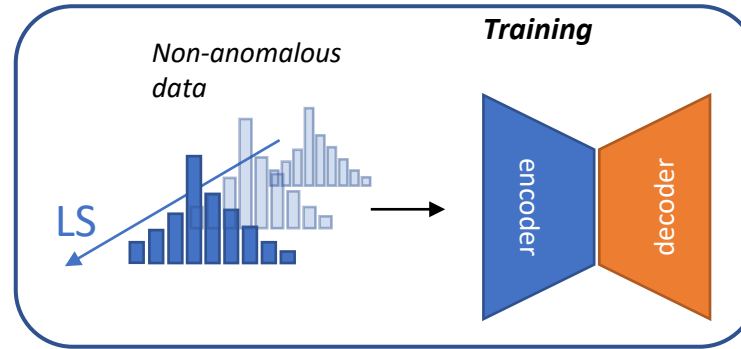 Training
Non-anomalous
data
LS
encoder
decoder